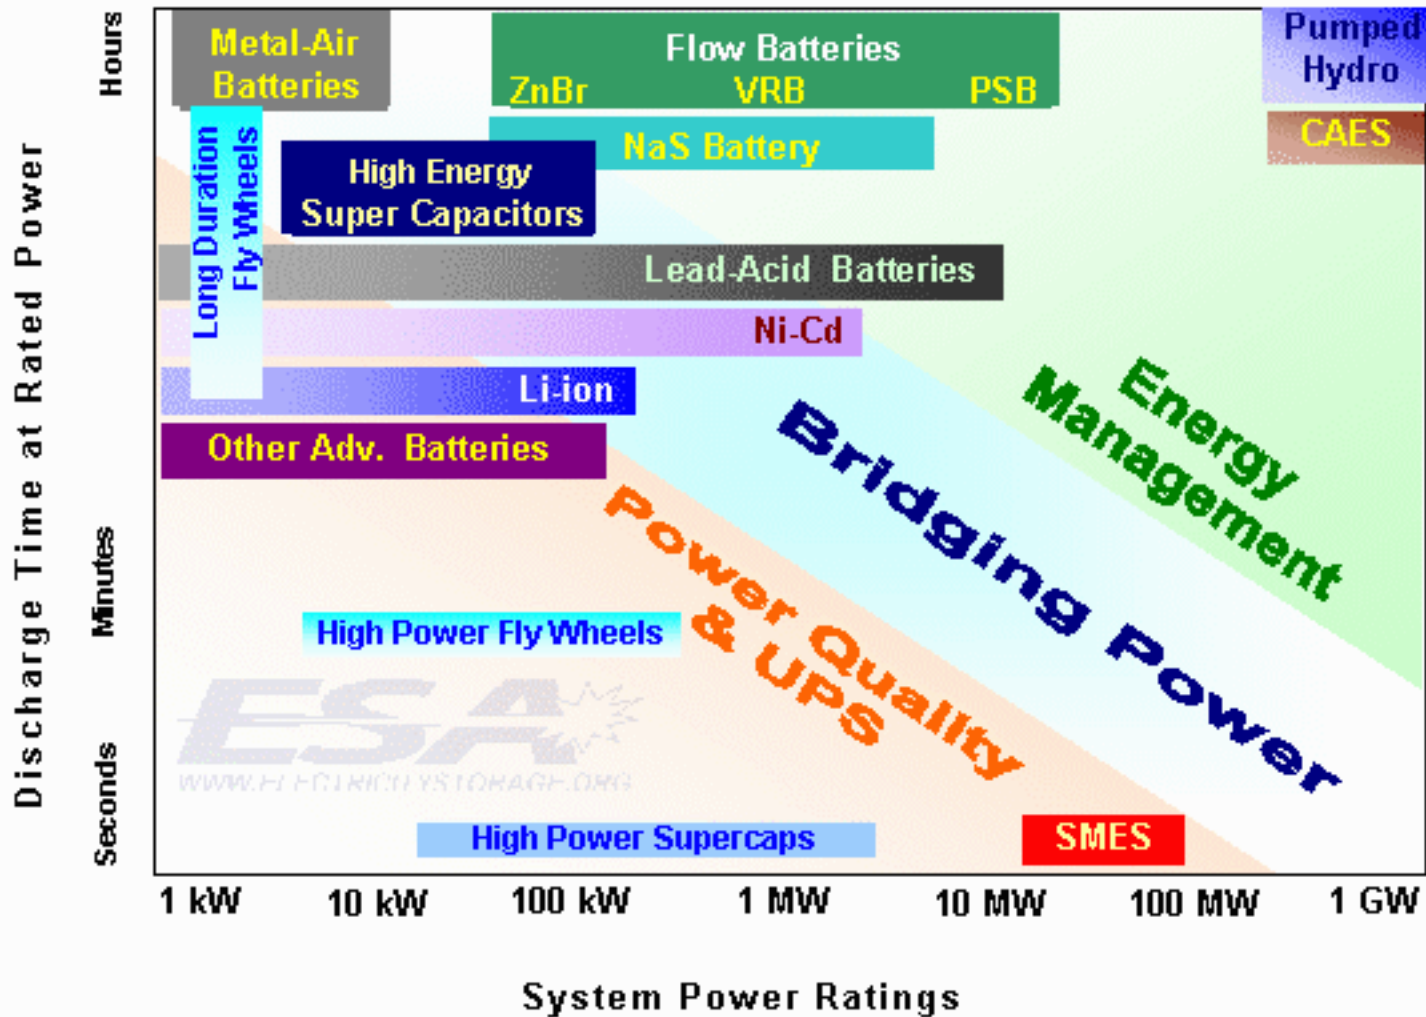 Hours
Minutes
Seconds
Discharge Time at Rated Power
Metal-Air
Batteries
Flow Batteries
ZnBr VRB PSB
Pumped
Hydro
CAES
NaS Battery
Long Duration
Fly Wheels
High Energy
Super Capacitors
Lead-Acid Batteries
Ni-Cd
Li-ion
Other Adv. Batteries
Energy
Management
Bridging Power
Power Quality
& UPS
High Power Fly Wheels
ESA
WWW.ELECTRICITYSTORAGE.ORG
High Power Supercaps
SMES
1 kW 10 kW 100 kW 1 MW 10 MW 100 MW 1 GW
System Power Ratings